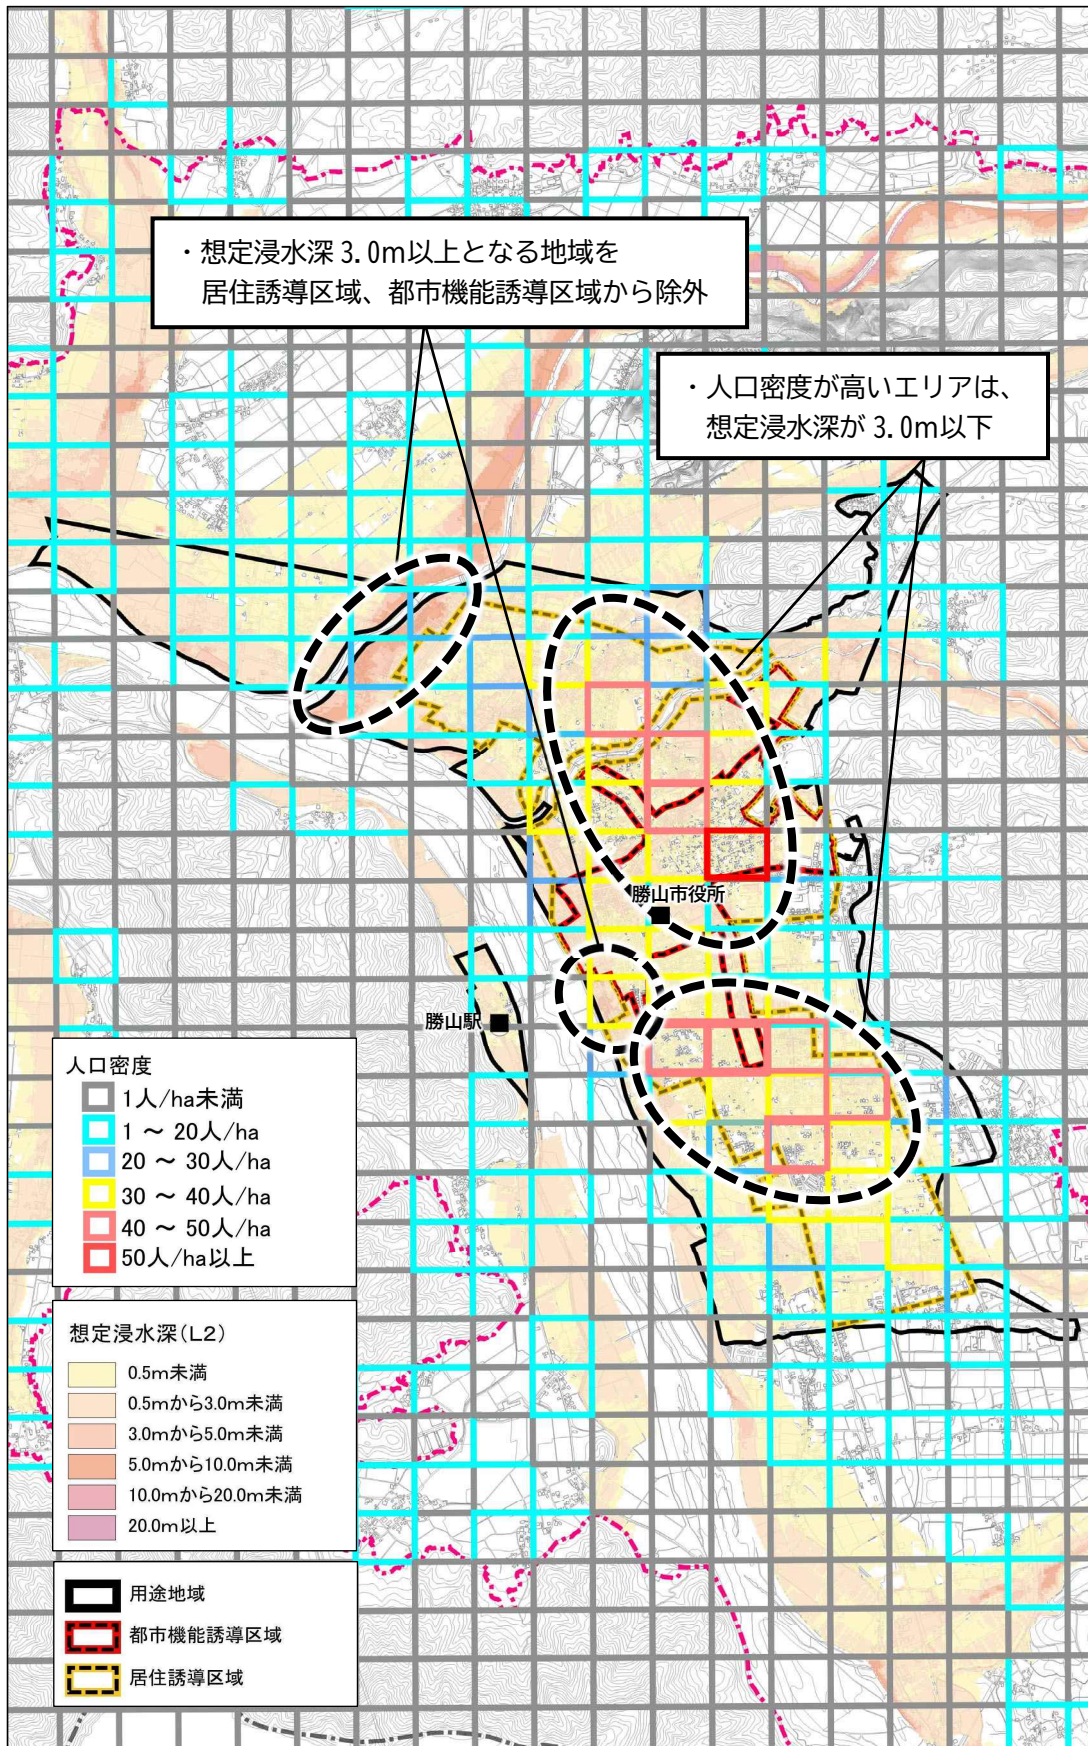 ・想定浸水深 3.0m以上となる地域を
居住誘導区域、都市機能誘導区域から除外
・人口密度が高いエリアは、
想定浸水深が 3.0m以下
勝山市役所
勝山駅
人口密度
1人/ha未満
1 ～ 20人/ha
20 ～ 30人/ha
30 ～ 40人/ha
40 ～ 50人/ha
50人/ha以上
想定浸水深(L2)
0.5m未満
0.5mから3.0m未満
3.0mから5.0m未満
5.0mから10.0m未満
10.0mから20.0m未満
20.0m以上
用途地域
都市機能誘導区域
居住誘導区域